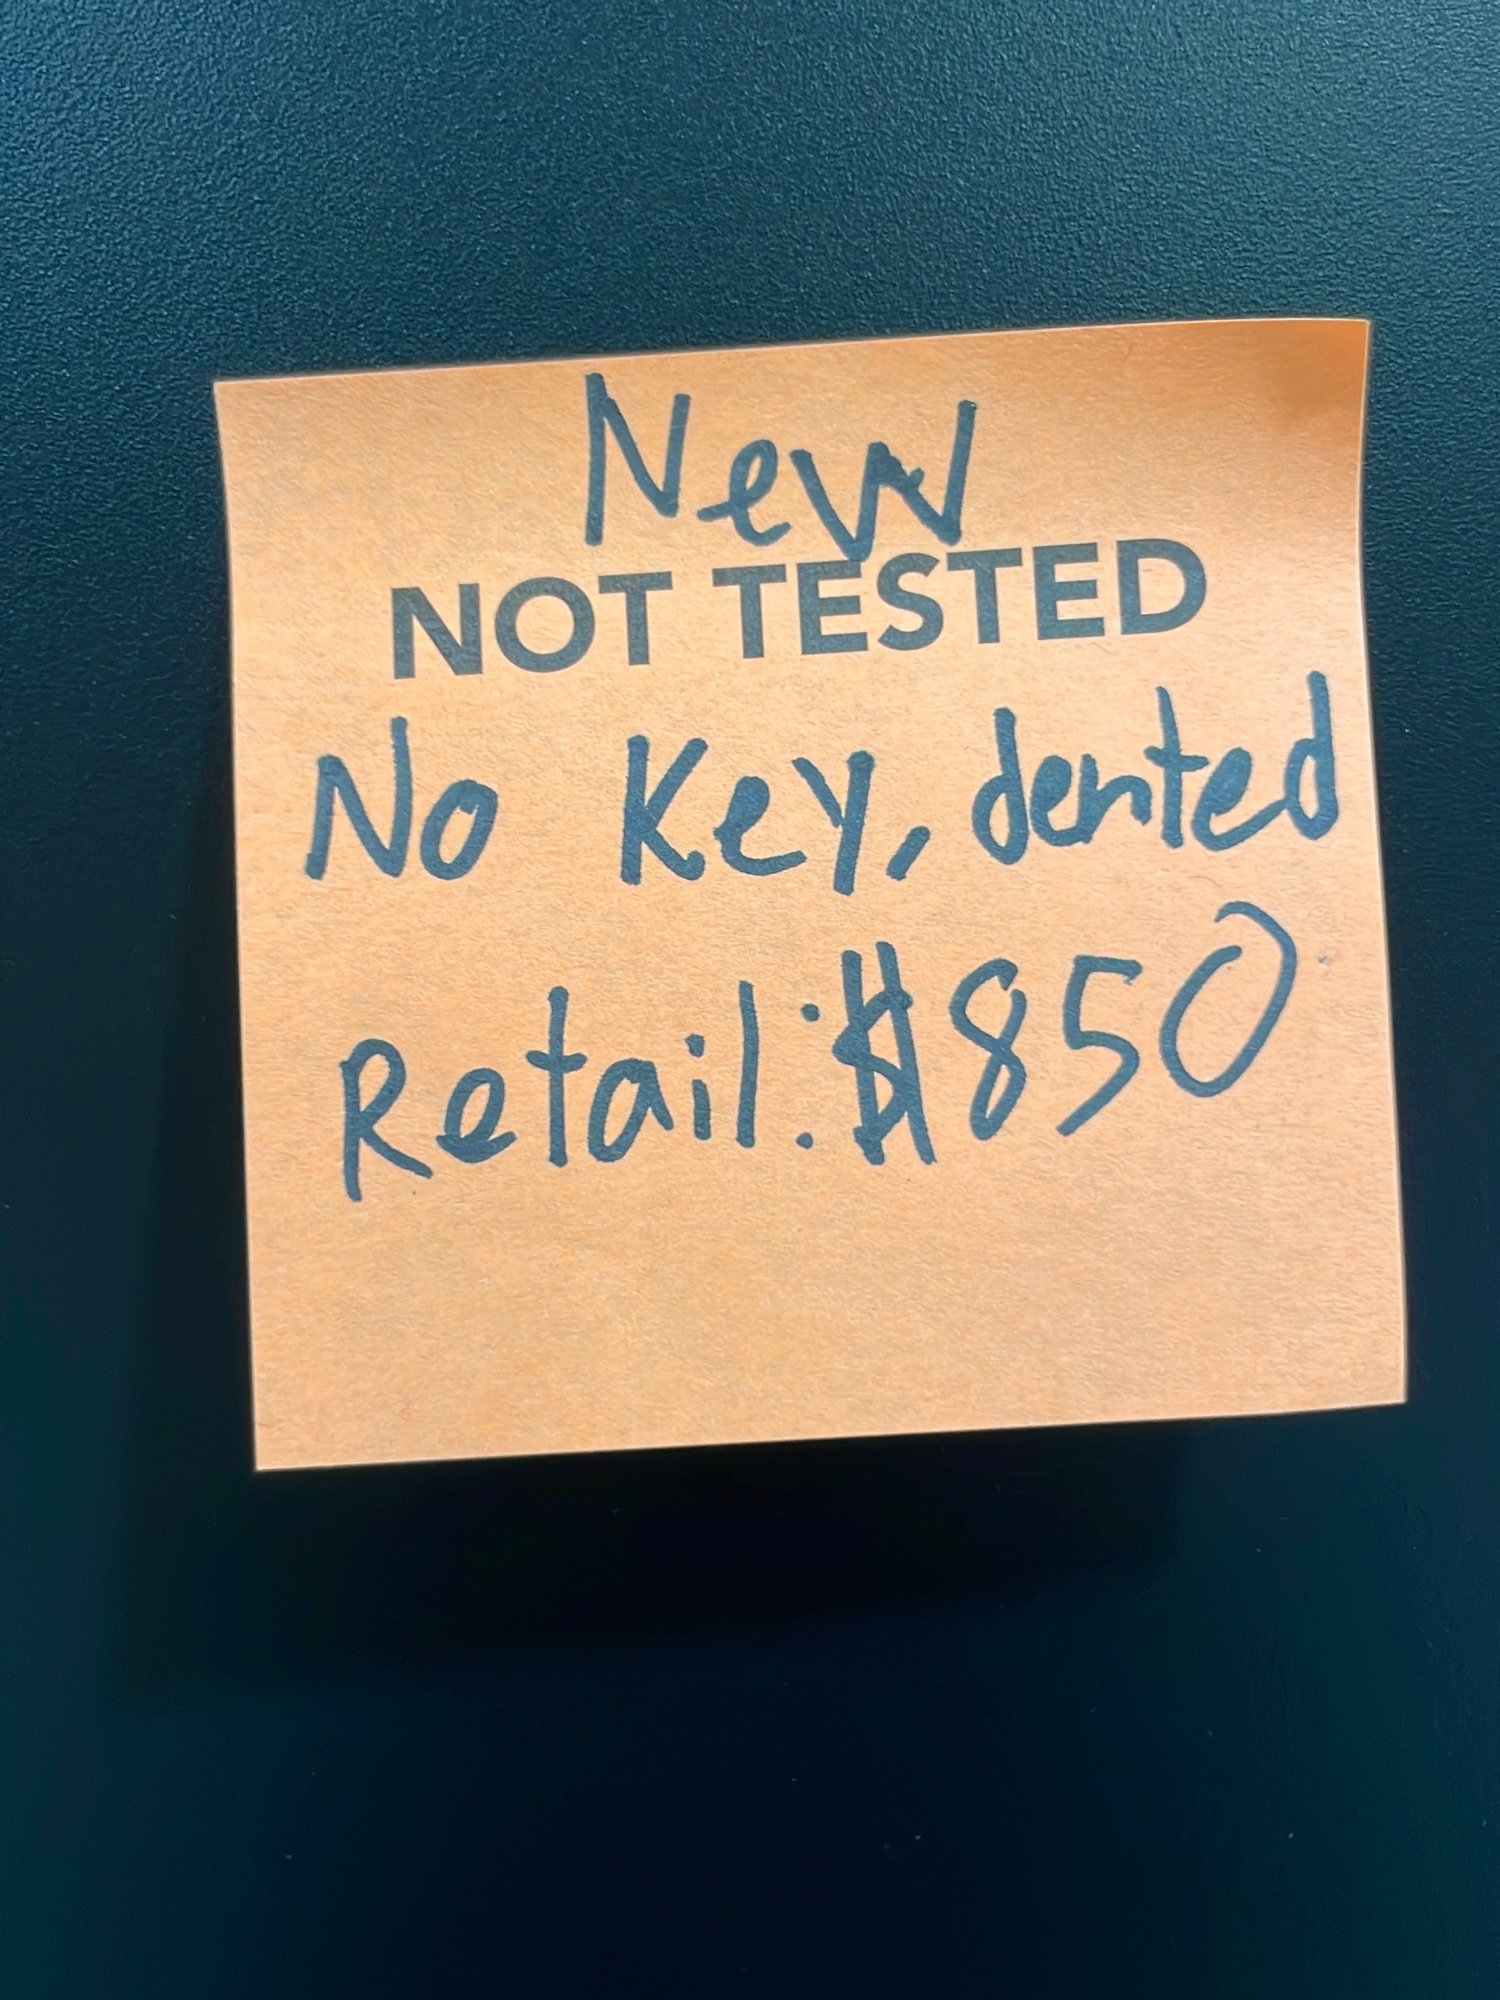 New
NOT TESTED
No Key, dented
Retail: $850